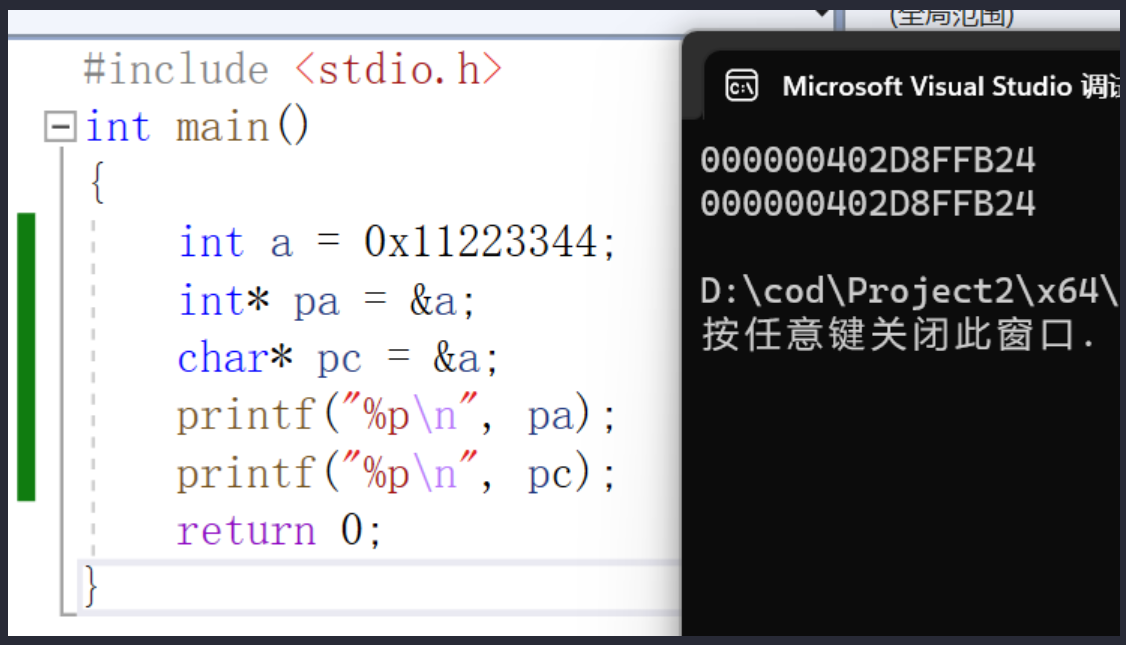 (全局范围)
#include <stdio.h>
int main()
{
int a = 0x11223344;
int* pa = &a;
char* pc = &a;
printf("%p\n", pa);
printf("%p\n", pc);
return 0;
}
Microsoft Visual Studio 调试
000000402D8FFB24
000000402D8FFB24
D:\cod\Project2\x64\
按任意键关闭此窗口.